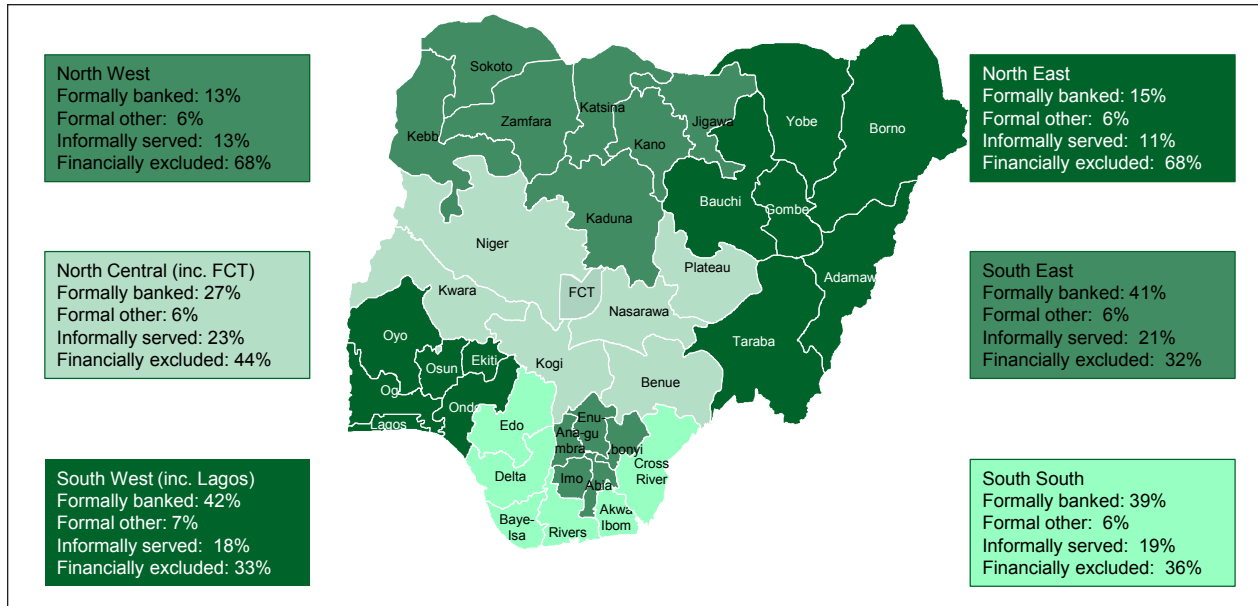 North West
Formally banked: 13%
Formal other: 6%
Informally served: 13%
Financially excluded: 68%
North Central (inc. FCT)
Formally banked: 27%
Formal other: 6%
Informally served: 23%
Financially excluded: 44%
South West (inc. Lagos)
Formally banked: 42%
Formal other: 7%
Informally served: 18%
Financially excluded: 33%
Sokoto
Kebb
Zamfara
Katsina
Kano
Jigawa
Yobe
Borno
Kaduna
Bauchi
Gombe
Niger
Plateau
Adamaw
FCT
Kwara
Nasarawa
Taraba
Oyo
Kogi
Osun
Ekiti
Benue
Og
Ondo
Lagos
Edo
Enu-
gu
Ana-
mbra
bonyi
Cross
River
Delta
Imo
Abia
Akwa
Ibom
Baye-
lsa
Rivers
North East
Formally banked: 15%
Formal other: 6%
Informally served: 11%
Financially excluded: 68%
South East
Formally banked: 41%
Formal other: 6%
Informally served: 21%
Financially excluded: 32%
South South
Formally banked: 39%
Formal other: 6%
Informally served: 19%
Financially excluded: 36%